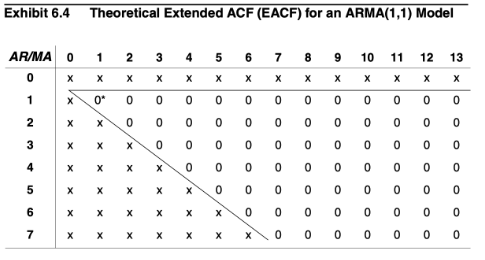 Exhibit 6.4 Theoretical Extended ACF (EACF) for an ARMA(1,1) Model
AR/MA 0 1 2 3 4 5 6 7 8 9 10 11 12 13
0 x x x x x x x x x x x x x x
1 x 0* 0 0 0 0 0 0 0 0 0 0 0 0
2 x x 0 0 0 0 0 0 0 0 0 0 0 0
3 x x x 0 0 0 0 0 0 0 0 0 0 0
4 x x x x 0 0 0 0 0 0 0 0 0 0
5 x x x x x 0 0 0 0 0 0 0 0 0
6 x x x x x x 0 0 0 0 0 0 0 0
7 x x x x x x x 0 0 0 0 0 0 0